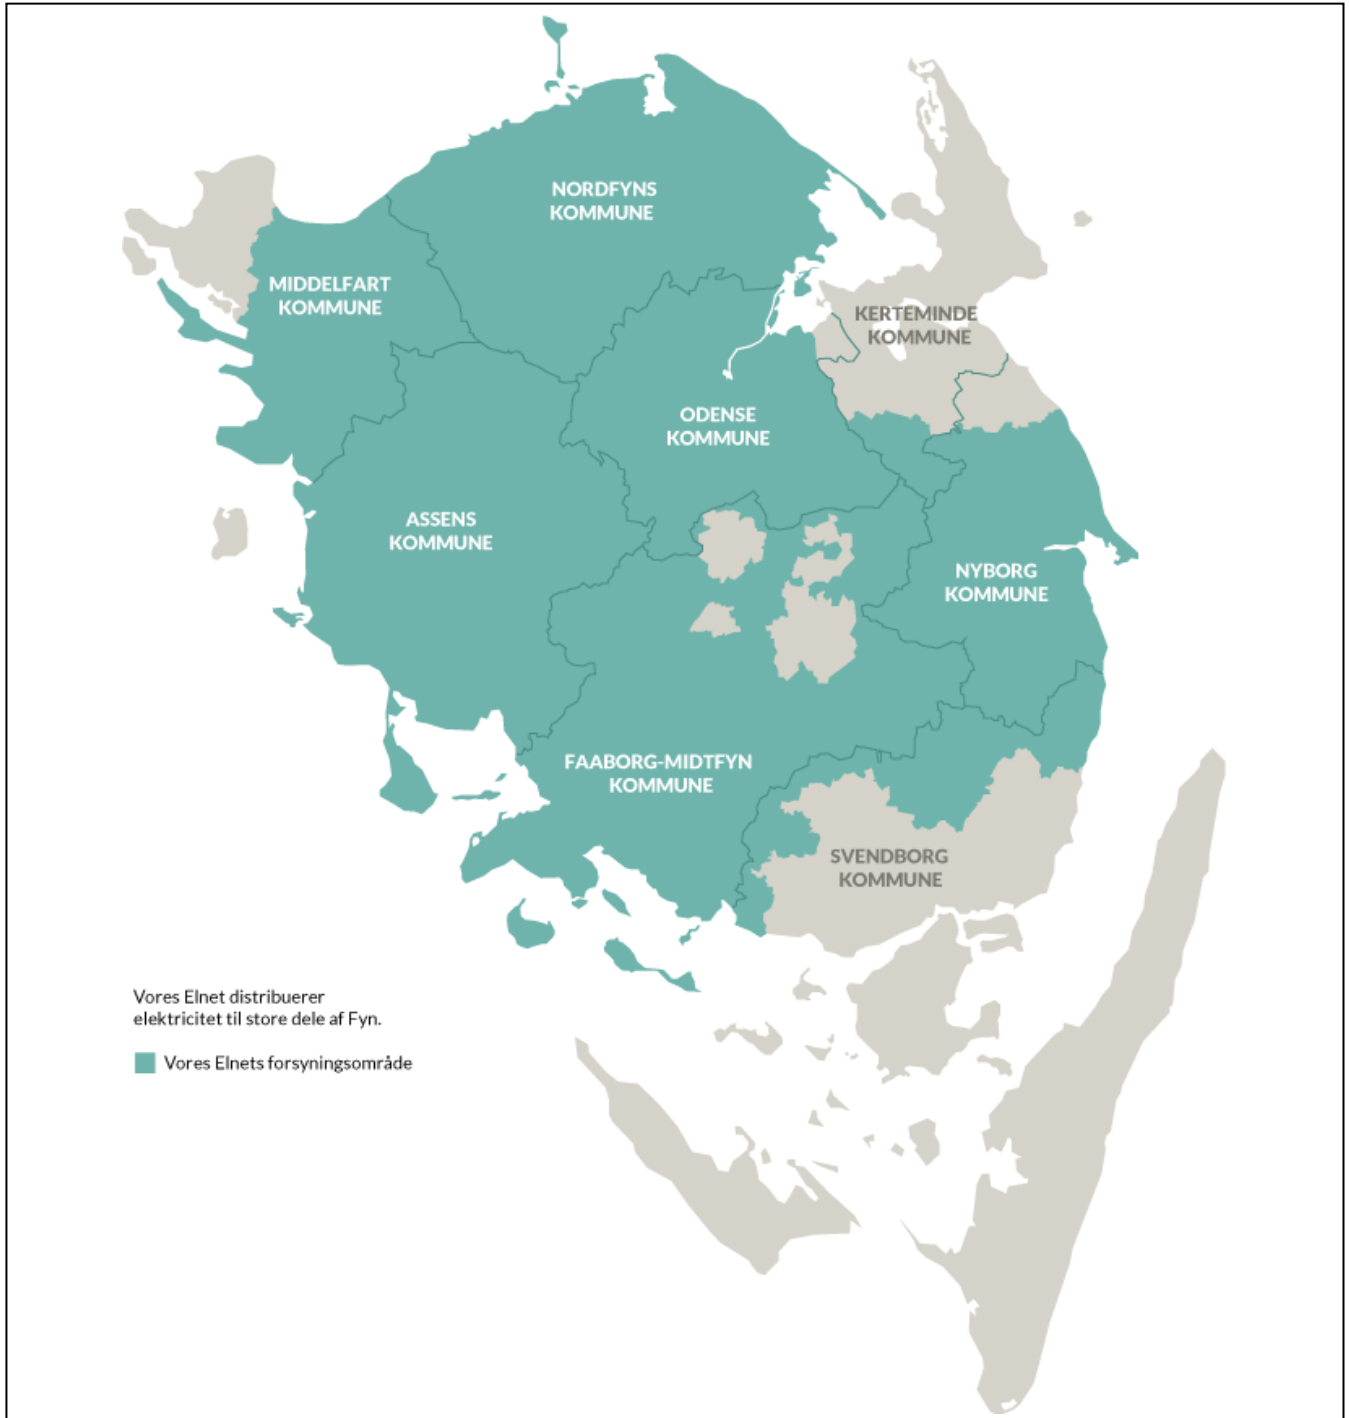 NORDFYNS
KOMMUNE
MIDDELFART
KOMMUNE
KERTEMINDE
KOMMUNE
ODENSE
KOMMUNE
ASSENS
KOMMUNE
NYBORG
KOMMUNE
FAABORG-MIDTFYN
KOMMUNE
SVENDBORG
KOMMUNE
Vores Elnet distribuerer
elektricitet til store dele af Fyn.
Vores Elnets forsyningsområde